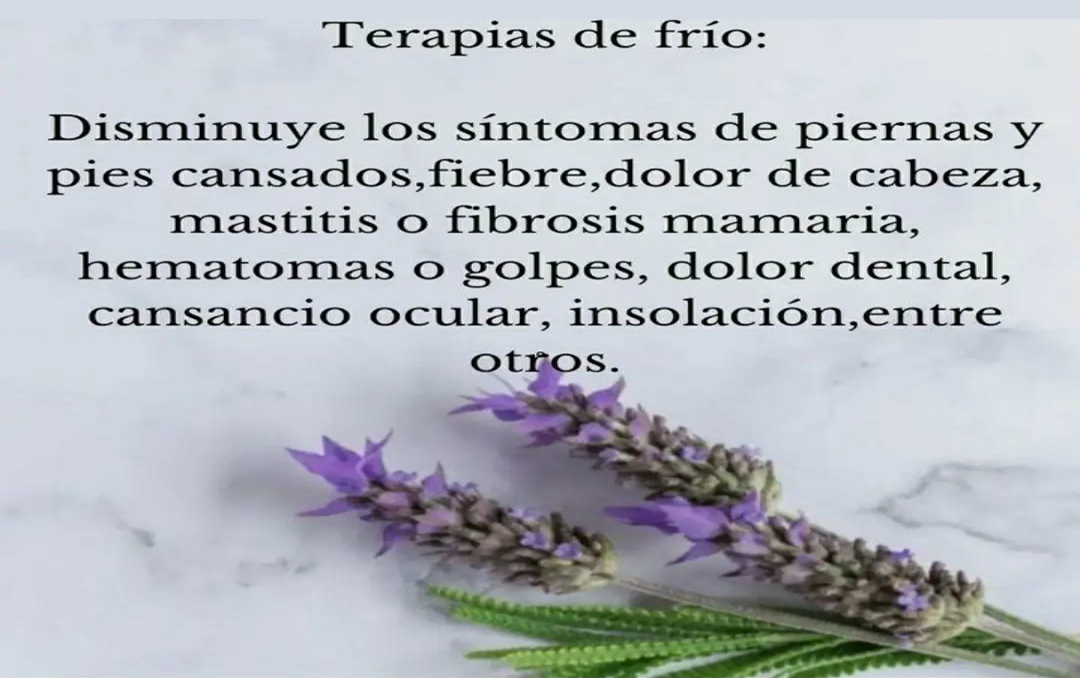 Terapias de frío:
Disminuye los síntomas de piernas y
pies cansados,fiebre,dolor de cabeza,
mastitis o fibrosis mamaria,
hematomas o golpes, dolor dental,
cansancio ocular, insolación,entre
otros.